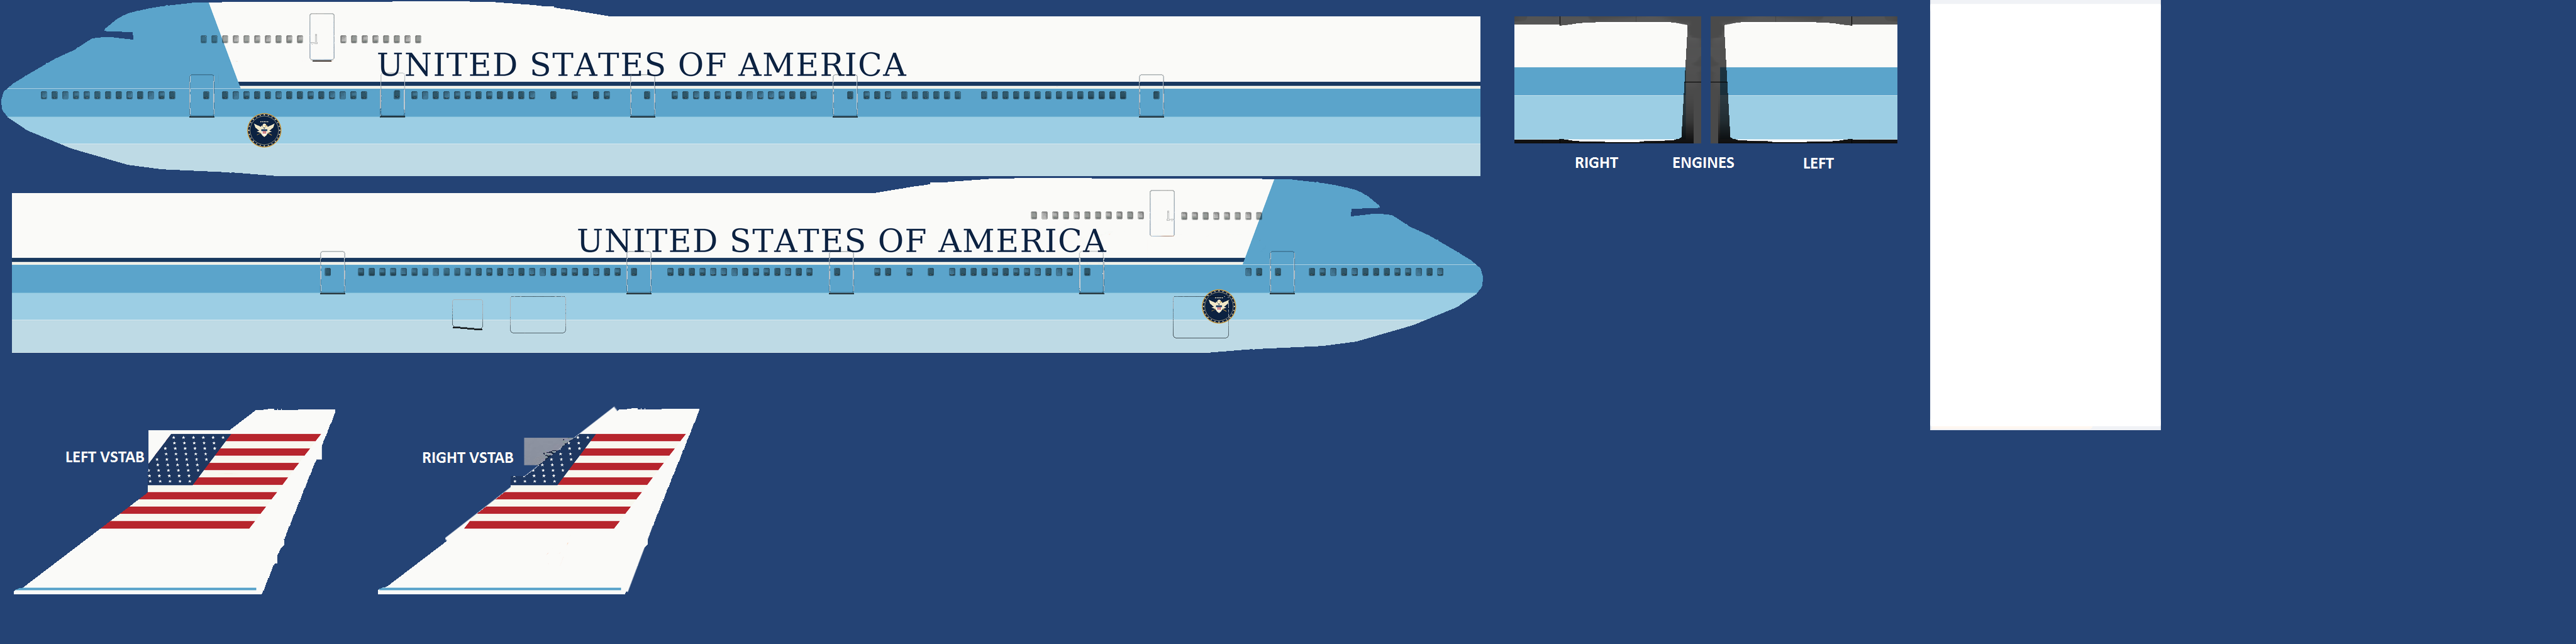 UNITED STATES OF AMERICA
RIGHT ENGINES LEFT
UNITED STATES OF AMERICA
LEFT VSTAB
RIGHT VSTAB